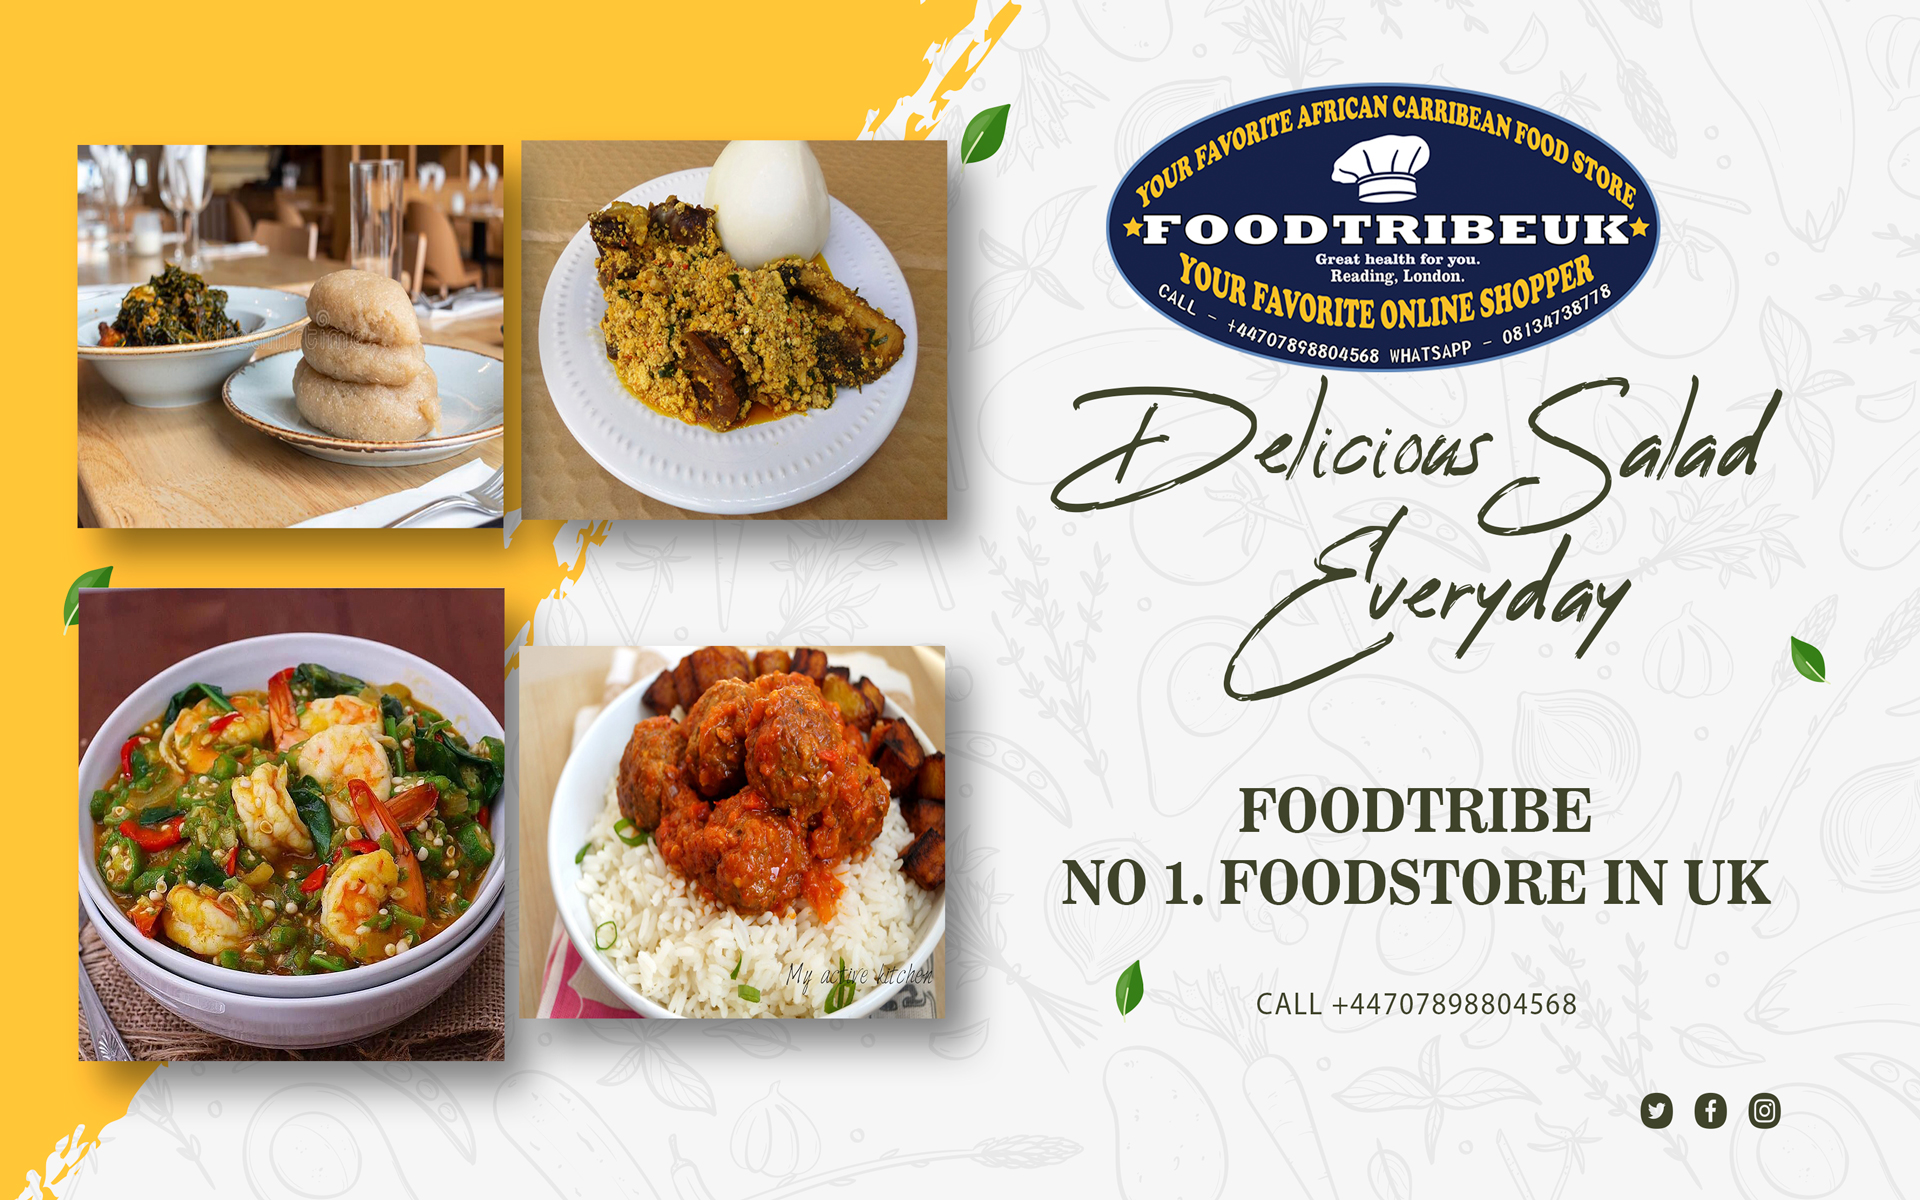 YOUR FAVORITE AFRICAN CARRIBEAN FOOD STORE
FOODTRIBEUK
Great health for you.
Reading, London.
YOUR FAVORITE ONLINE SHOPPER
CALL - +44707898804568 WHATSAPP - 08134738778
Delicious Salad
Everyday
FOODTRIBE
NO 1. FOODSTORE IN UK
My active kitchen
CALL +44707898804568